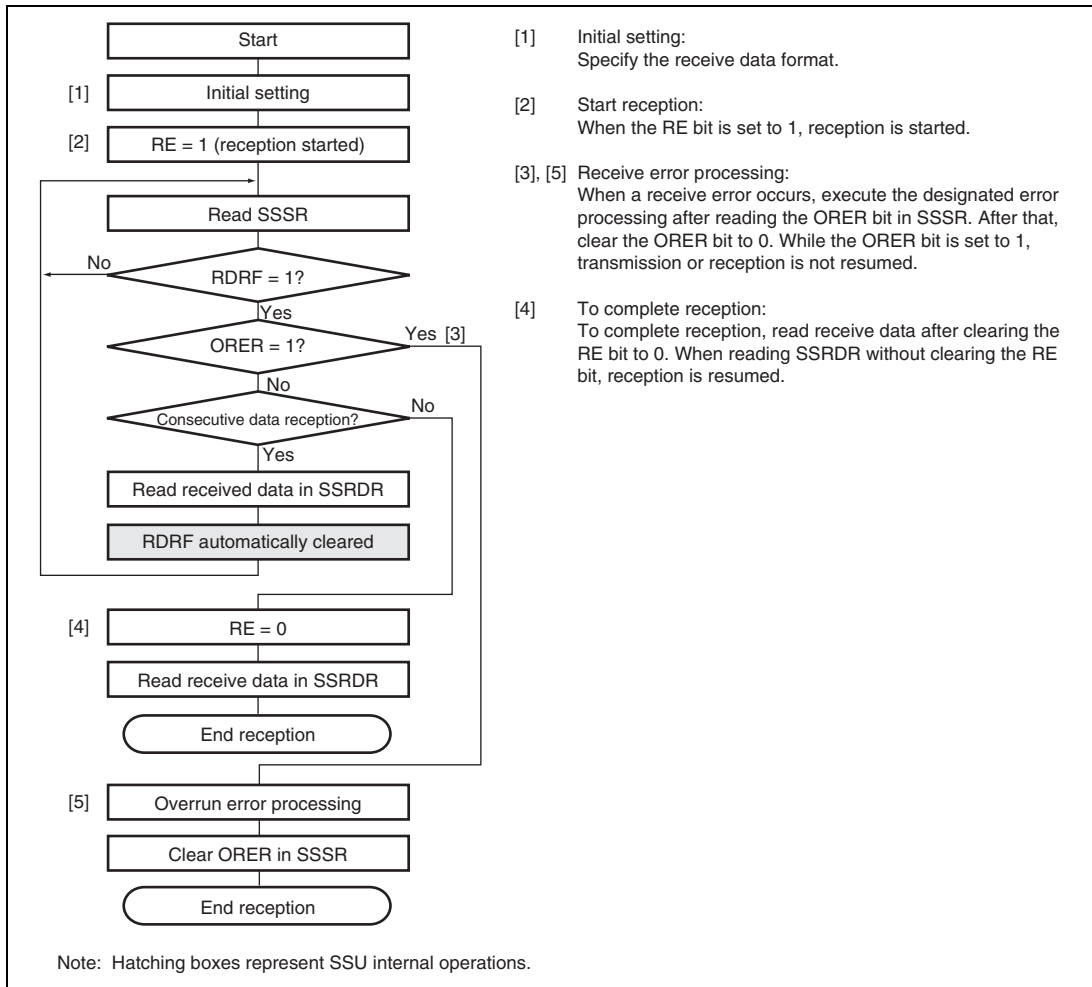 Start
[1] Initial setting
[2] RE = 1 (reception started)
Read SSSR
No
RDRF = 1?
Yes
ORER = 1?
Yes [3]
No
Consecutive data reception?
No
Yes
Read received data in SSRDR
RDRF automatically cleared
[4] RE = 0
Read receive data in SSRDR
End reception
[5] Overrun error processing
Clear ORER in SSSR
End reception
[1] Initial setting:
Specify the receive data format.
[2] Start reception:
When the RE bit is set to 1, reception is started.
[3], [5] Receive error processing:
When a receive error occurs, execute the designated error
processing after reading the ORER bit in SSSR. After that,
clear the ORER bit to 0. While the ORER bit is set to 1,
transmission or reception is not resumed.
[4] To complete reception:
To complete reception, read receive data after clearing the
RE bit to 0. When reading SSRDR without clearing the RE
bit, reception is resumed.
Note: Hatching boxes represent SSU internal operations.